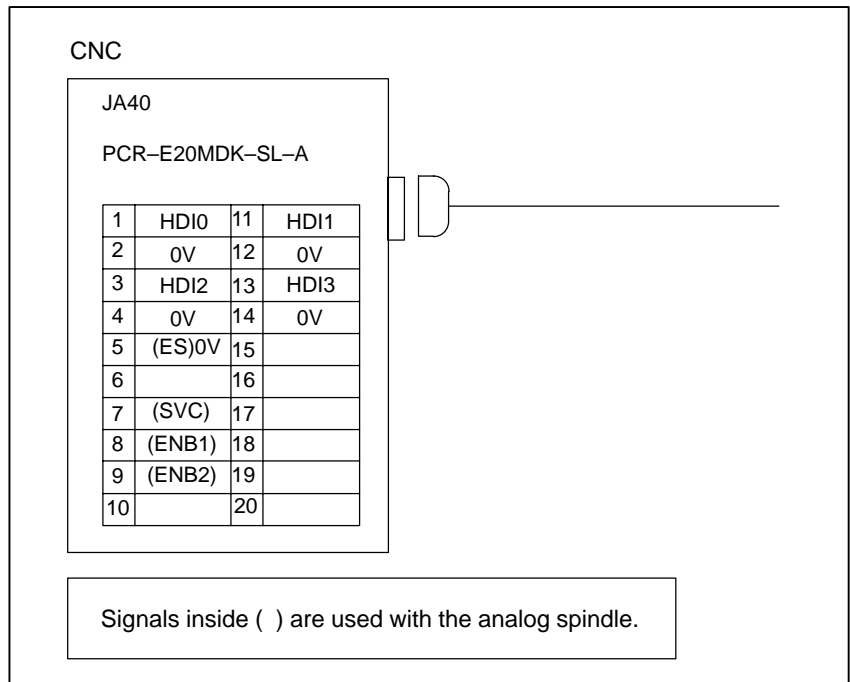 CNC
JA40
PCR–E20MDK–SL–A
1 HDI0 11 HDI1
2 0V 12 0V
3 HDI2 13 HDI3
4 0V 14 0V
5 (ES)0V 15
6 16
7 (SVC) 17
8 (ENB1) 18
9 (ENB2) 19
10 20
Signals inside ( ) are used with the analog spindle.